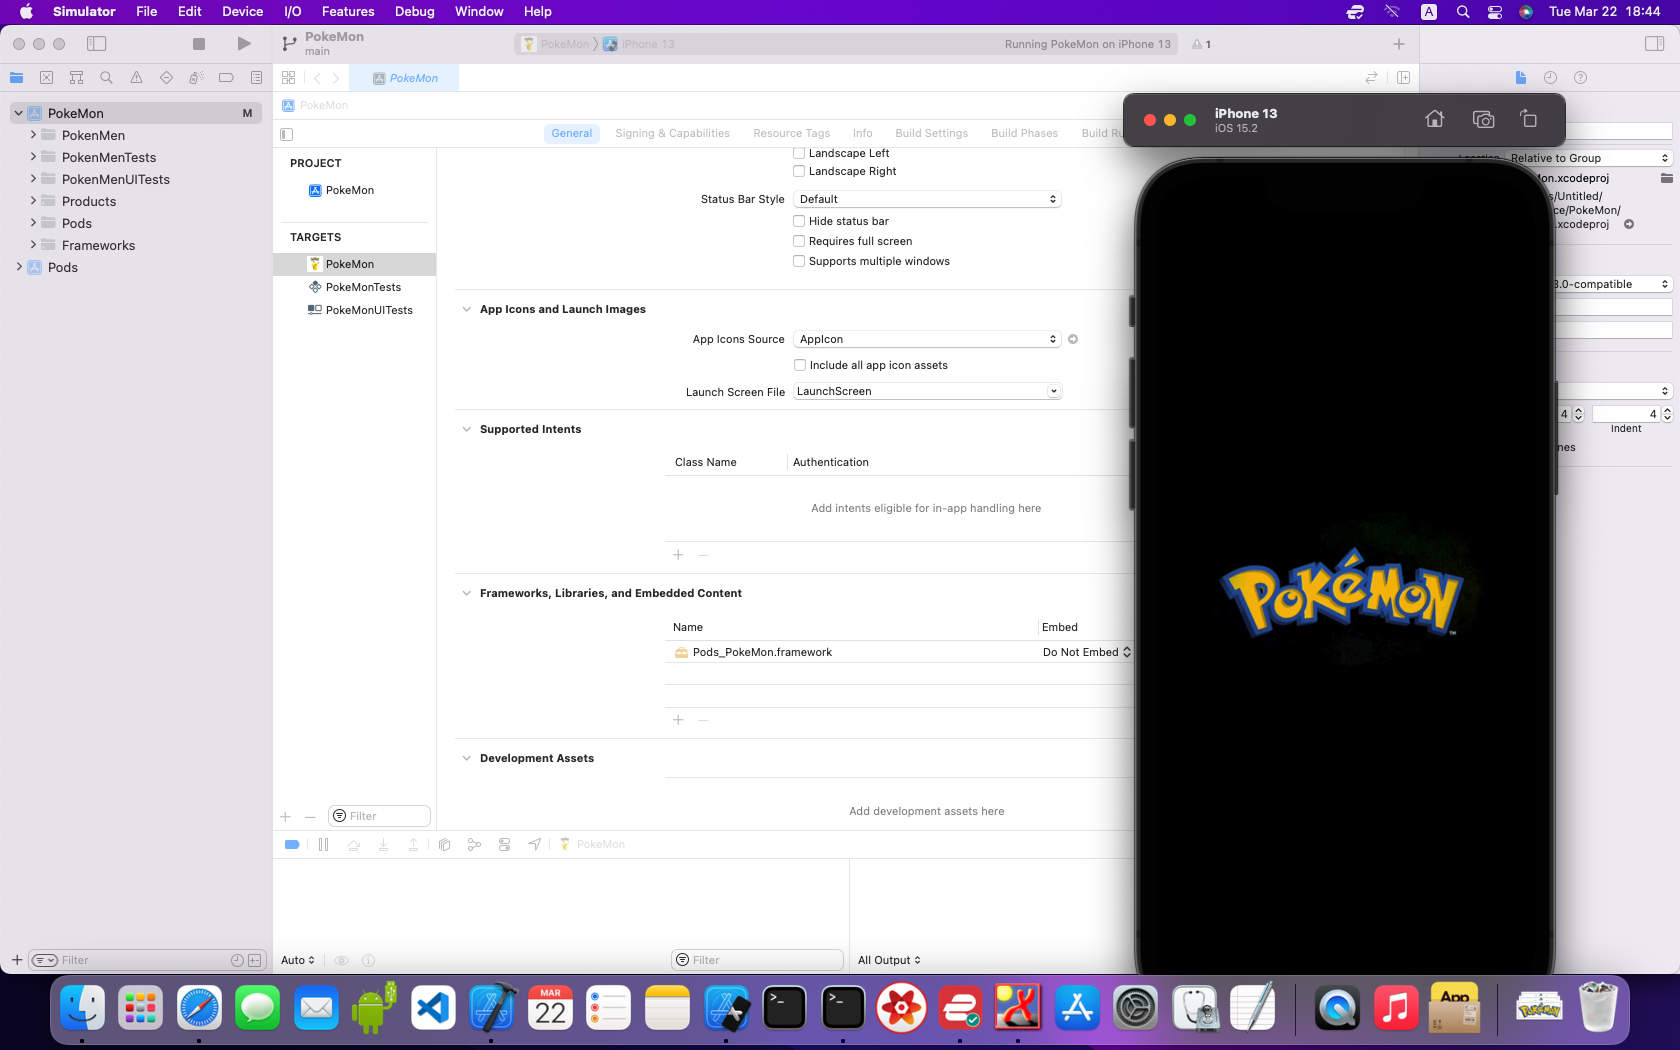 Simulator File Edit Device I/O Features Debug Window Help A Tue Mar 22 18:44
PokeMon
main
PokeMon iPhone 13 Running PokeMon on iPhone 13 1
PokeMon
PokeMon
PokeMon M
PokenMen
PokenMenTests
PokenMenUITests
Products
Pods
Frameworks
Pods
Filter
General Signing & Capabilities Resource Tags Info Build Settings Build Phases Build Ru
PROJECT
PokeMon
TARGETS
PokeMon
PokeMonTests
PokeMonUITests
Filter
Landscape Left
Landscape Right
Status Bar Style Default
Hide status bar
Requires full screen
Supports multiple windows
App Icons and Launch Images
App Icons Source AppIcon
Include all app icon assets
Launch Screen File LaunchScreen
Supported Intents
Class Name Authentication
Add intents eligible for in-app handling here
Frameworks, Libraries, and Embedded Content
Name Embed
Pods_PokeMon.framework Do Not Embed
Development Assets
Add development assets here
PokeMon
Auto Filter All Output
iPhone 13
iOS 15.2
POKéMON
TM
Relative to Group
on.xcodeproj
s/Untitled/
ce/PokeMon/
.xcodeproj
3.0-compatible
4 4
Indent
nes
MAR
22
App
Pokémon